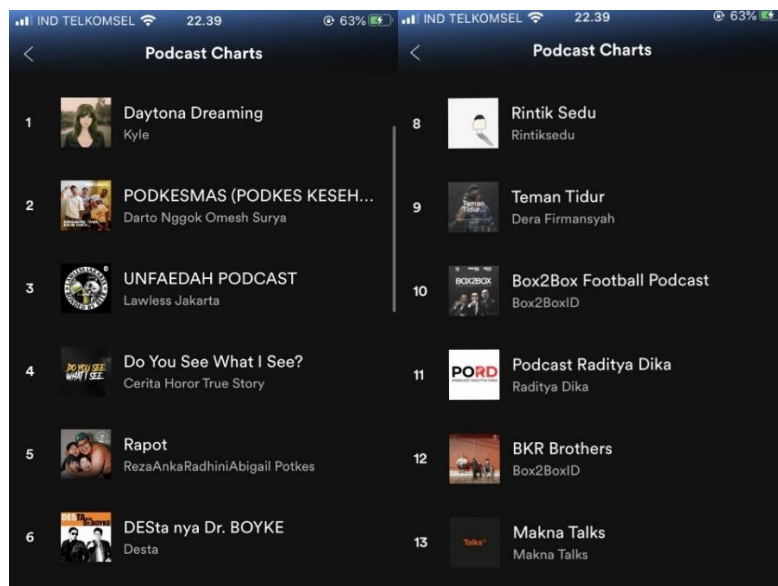 IND TELKOMSEL 22.39 63%
Podcast Charts
1 Daytona Dreaming
Kyle
2 PODKESMAS (PODKES KESEH...
Darto Nggok Omesh Surya
3 UNFAEDAH PODCAST
Lawless Jakarta
4 DO YOU SEE WHAT I SEE Do You See What I See?
Cerita Horor True Story
5 Rapot
RezaAnkaRadhiniAbigail Potkes
6 DESTA Dr.BOYKE DESta nya Dr. BOYKE
Desta
IND TELKOMSEL 22.39 63%
Podcast Charts
8 Rintik Sedu
Rintiksedu
9 Teman Tidur. Teman Tidur
Dera Firmansyah
10 BOX2BOX Box2Box Football Podcast
Box2BoxID
11 PORD Podcast Raditya Dika
PODCAST RADITYA DIKA Raditya Dika
12 BKR Brothers
Box2BoxID
13 Talks Makna Talks
Makna Talks